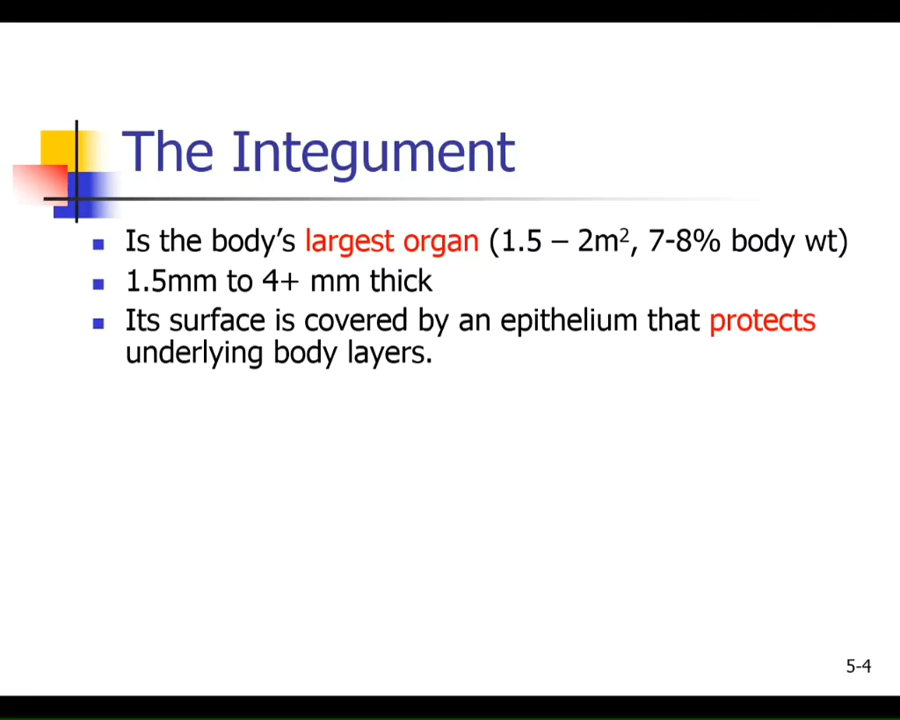 The Integument
Is the body’s largest organ (1.5 – 2m², 7-8% body wt)
1.5mm to 4+ mm thick
Its surface is covered by an epithelium that protects
underlying body layers.
5-4